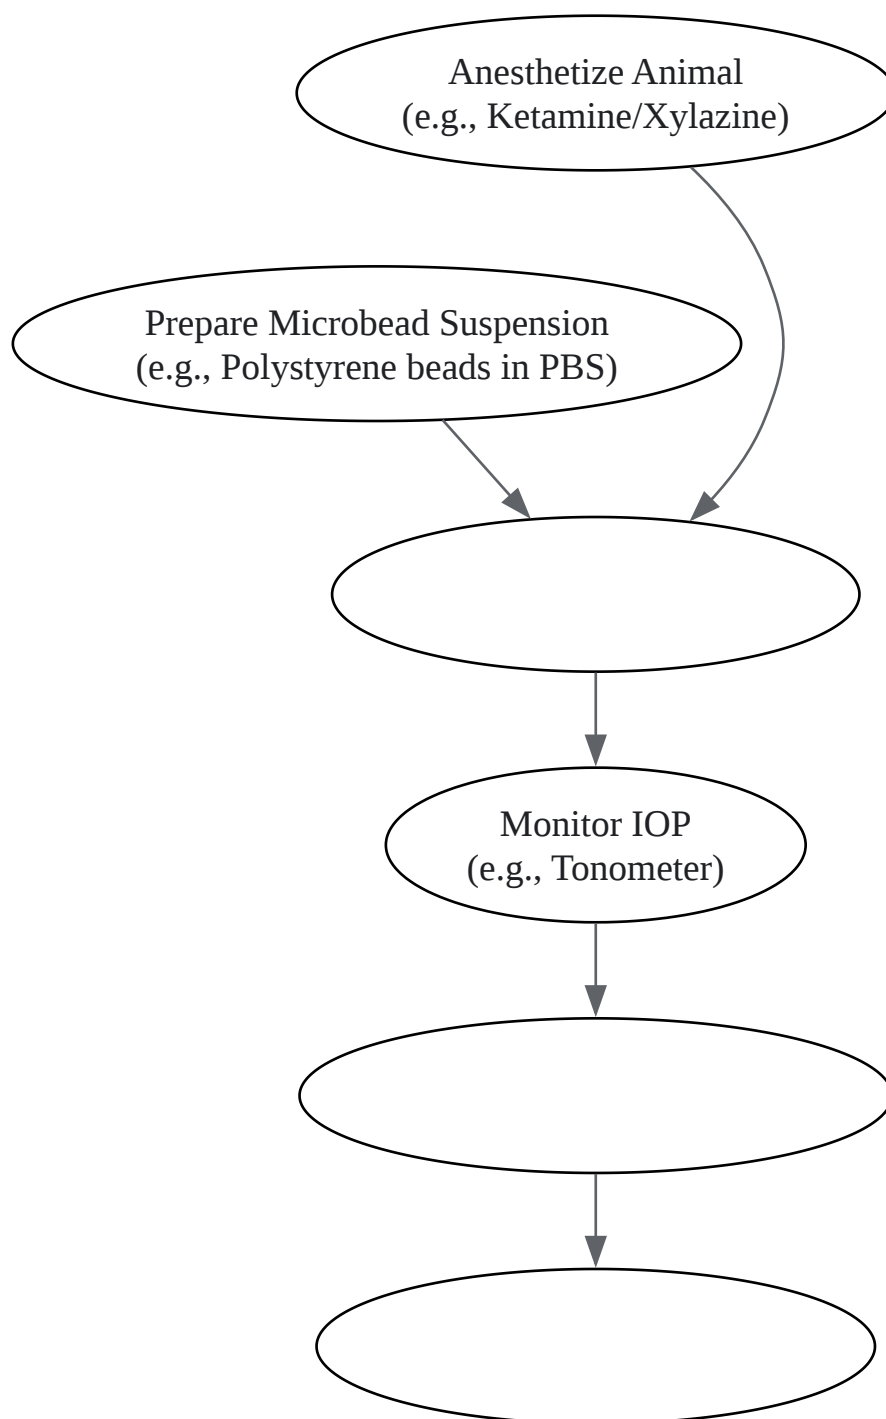 Anesthetize Animal
(e.g., Ketamine/Xylazine)
Prepare Microbead Suspension
(e.g., Polystyrene beads in PBS)
Monitor IOP
(e.g., Tonometer)